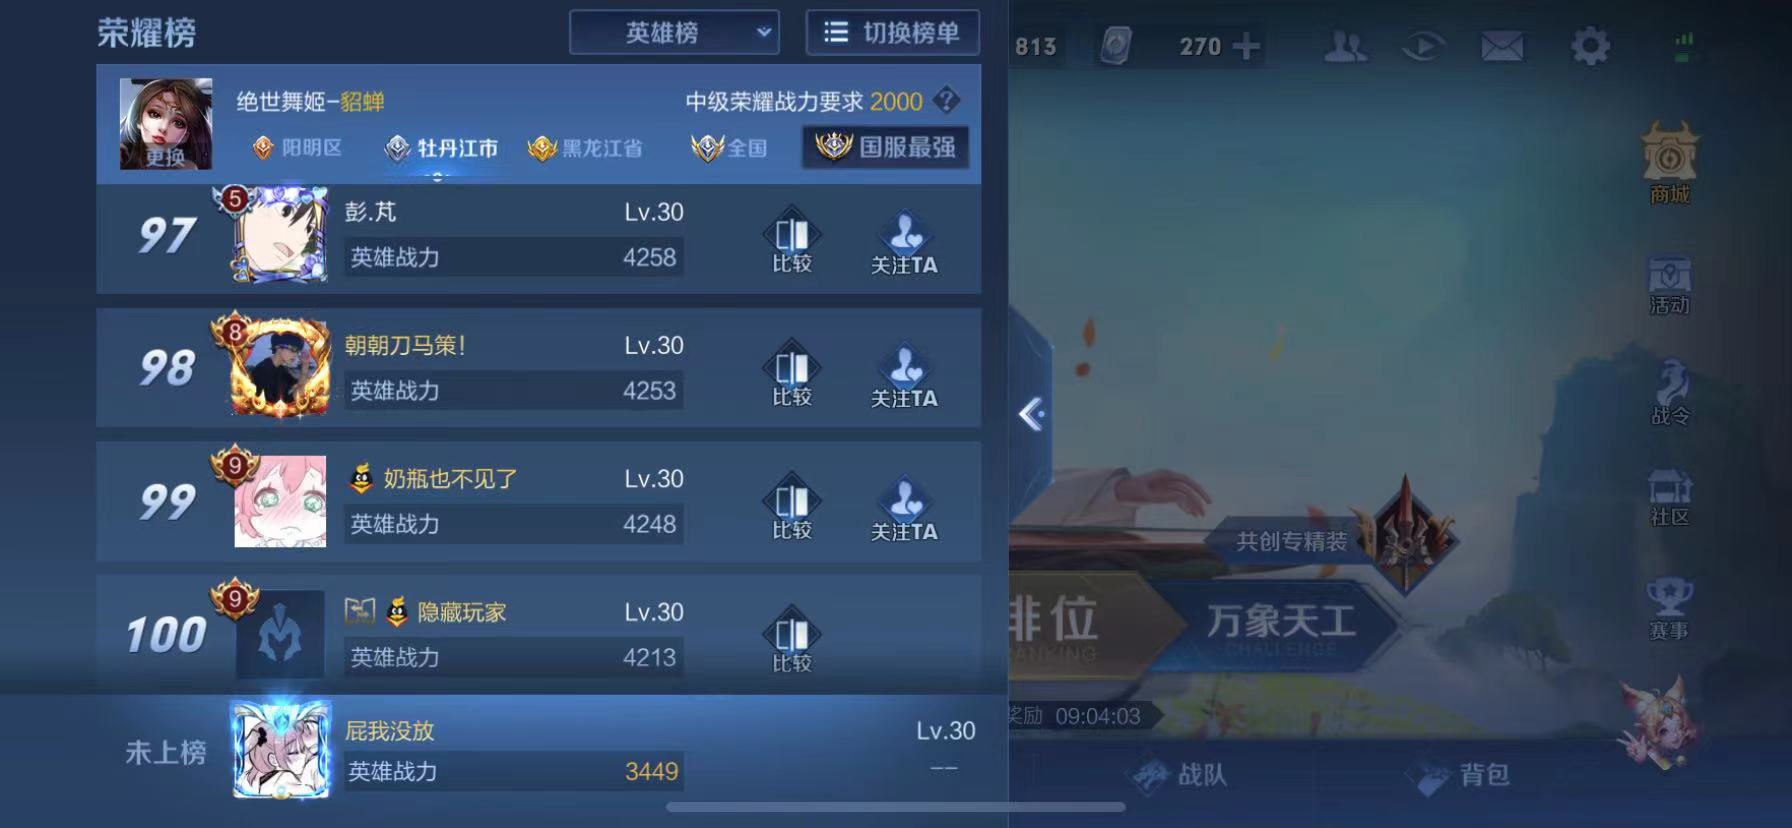 荣耀榜
英雄榜
切换榜单
813
270
绝世舞姬-貂蝉
中级荣耀战力要求 2000
更换
阳明区
牡丹江市
黑龙江省
全国
国服最强
97
5
彭.芃
Lv.30
英雄战力
4258
比较
关注TA
98
8
朝朝刀马策!
Lv.30
英雄战力
4253
比较
关注TA
99
9
奶瓶也不见了
Lv.30
英雄战力
4248
比较
关注TA
100
9
隐藏玩家
Lv.30
英雄战力
4213
比较
未上榜
屁我没放
Lv.30
英雄战力
3449
--
商城
活动
战令
社区
赛事
共创专精装
排位
RANKING
万象天工
CHALLENGE
奖励 09:04:03
战队
背包